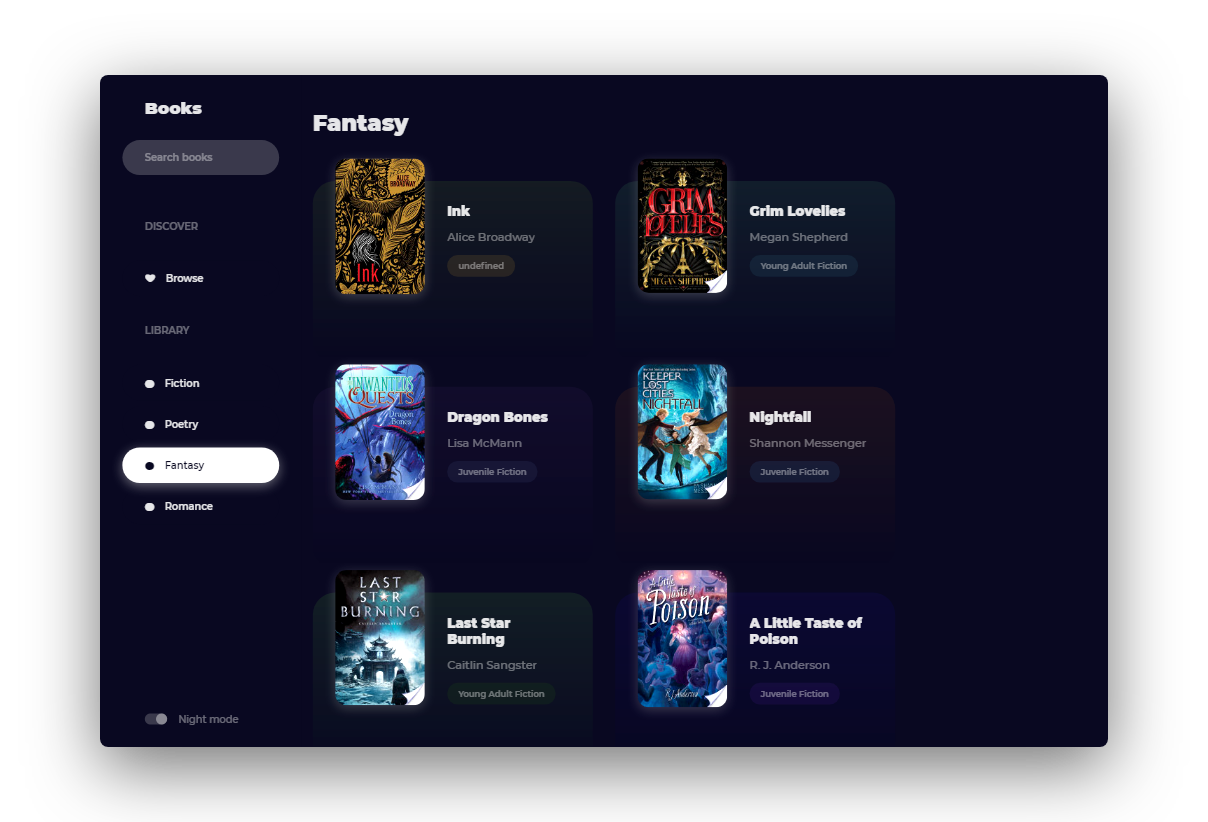 Books
Search books
DISCOVER
Browse
LIBRARY
Fiction
Poetry
Fantasy
Romance
Night mode
Fantasy
ALICE
BROADWAY
Ink
Ink
Alice Broadway
undefined
GRIM
LOVELIES
Grim Lovelies
Megan Shepherd
Young Adult Fiction
UNWANTEDS
QUESTS
Dragon
Bones
Dragon Bones
Lisa McMann
Juvenile Fiction
KEEPER
LOST
CITIES
NIGHTFALL
Nightfall
Shannon Messenger
Juvenile Fiction
LAST
STAR
BURNING
CAITLIN SANGSTER
Last Star
Burning
Caitlin Sangster
Young Adult Fiction
A Little
Taste of
Poison
R.J. Anderson
A Little Taste of
Poison
R. J. Anderson
Juvenile Fiction